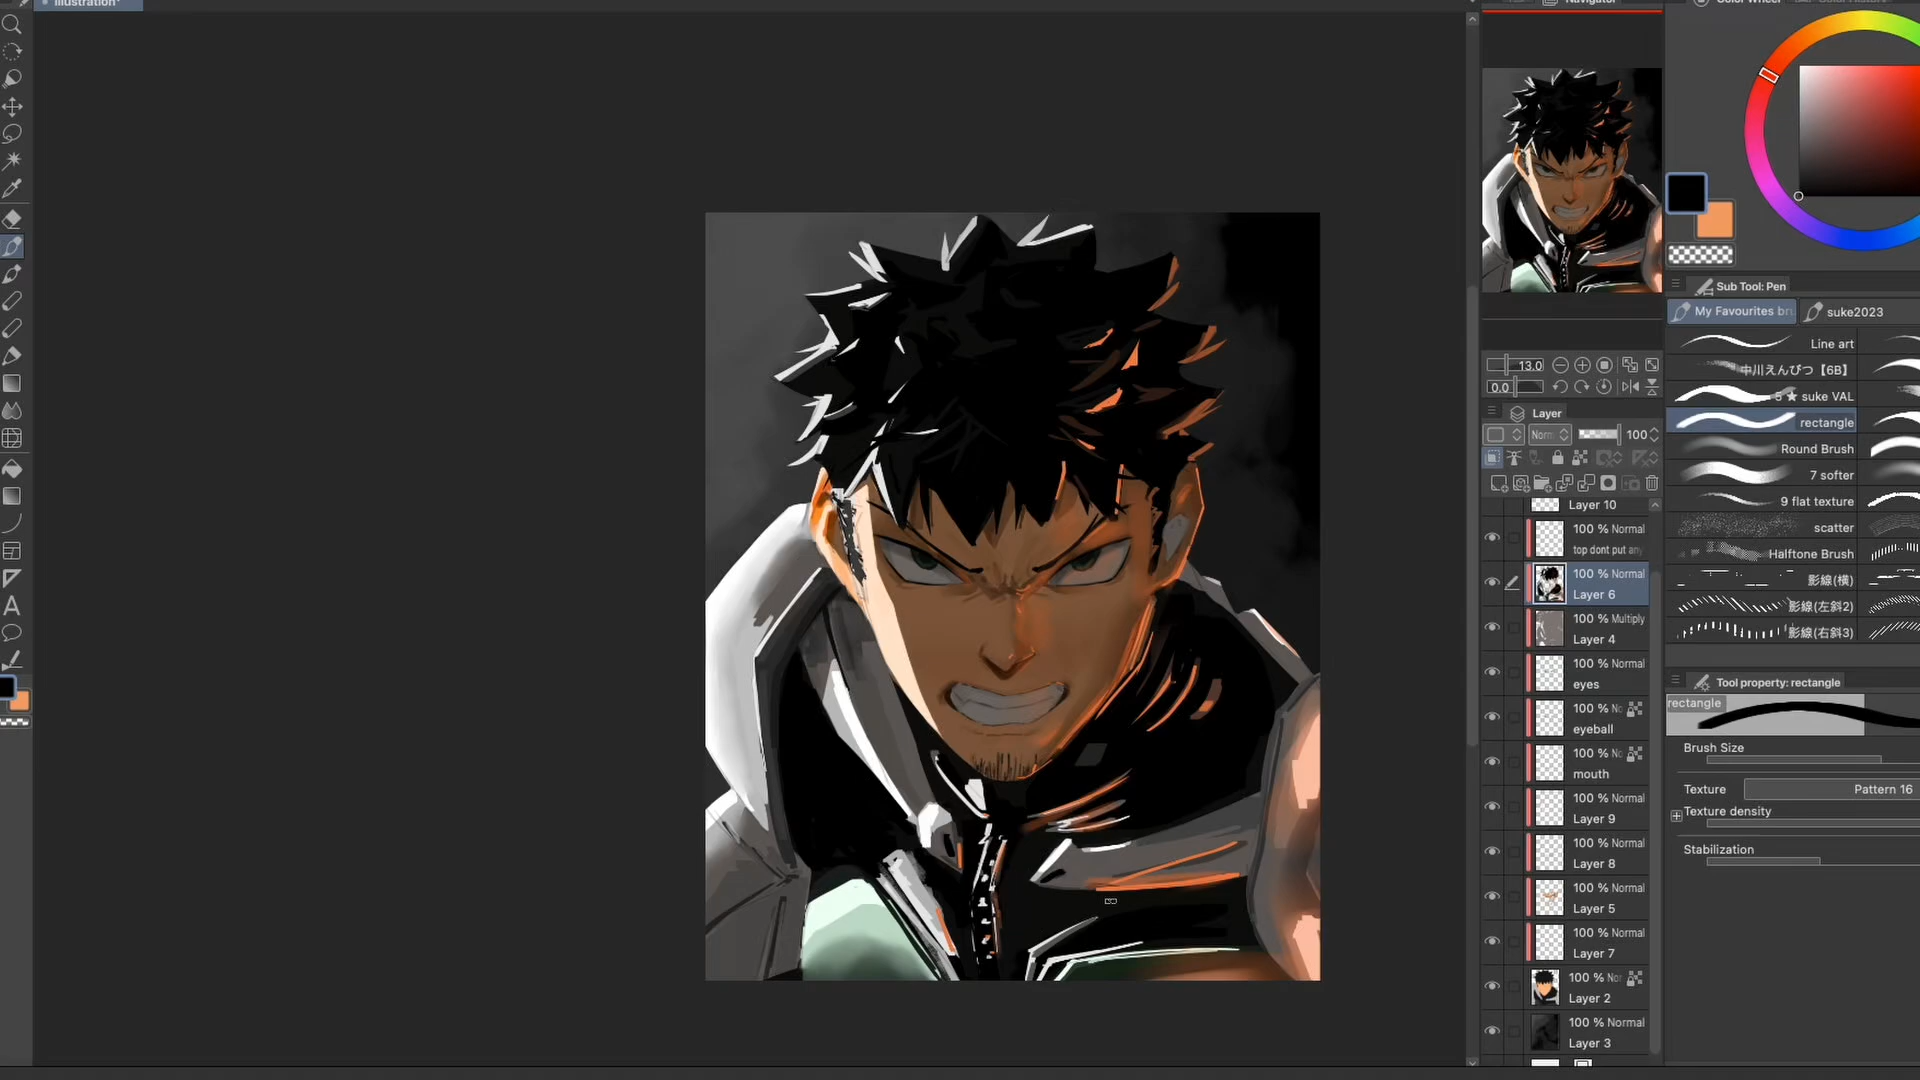 Illustration*
Navigator
Color Wheel
Color History
13.0
0.0
Layer
Norm
100
Layer 10
100 % Normal
top dont put any
100 % Normal
Layer 6
100 % Multiply
Layer 4
100 % Normal
eyes
100 % No
eyeball
100 % No
mouth
100 % Normal
Layer 9
100 % Normal
Layer 8
100 % Normal
Layer 5
100 % Normal
Layer 7
100 % No
Layer 2
100 % Normal
Layer 3
Sub Tool: Pen
My Favourites bru
suke2023
Line art
中川えんぴつ【6B】
5 ★ suke VAL
rectangle
Round Brush
7 softer
9 flat texture
scatter
Halftone Brush
影線(横)
影線(左斜2)
影線(右斜3)
Tool property: rectangle
rectangle
Brush Size
Texture
Pattern 16
Texture density
Stabilization